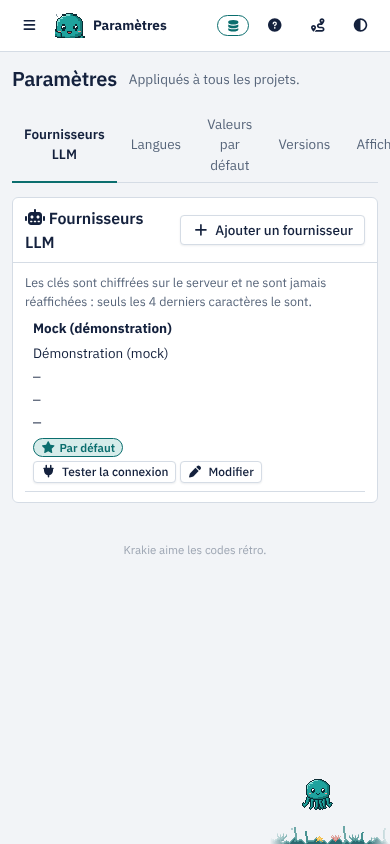 Paramètres
Paramètres Appliqués à tous les projets.
Fournisseurs LLM
Langues
Valeurs par défaut
Versions
Affich
Fournisseurs LLM
Ajouter un fournisseur
Les clés sont chiffrées sur le serveur et ne sont jamais
réaffichées : seuls les 4 derniers caractères le sont.
Mock (démonstration)
Démonstration (mock)
–
–
–
Par défaut
Tester la connexion Modifier
Krakie aime les codes rétro.